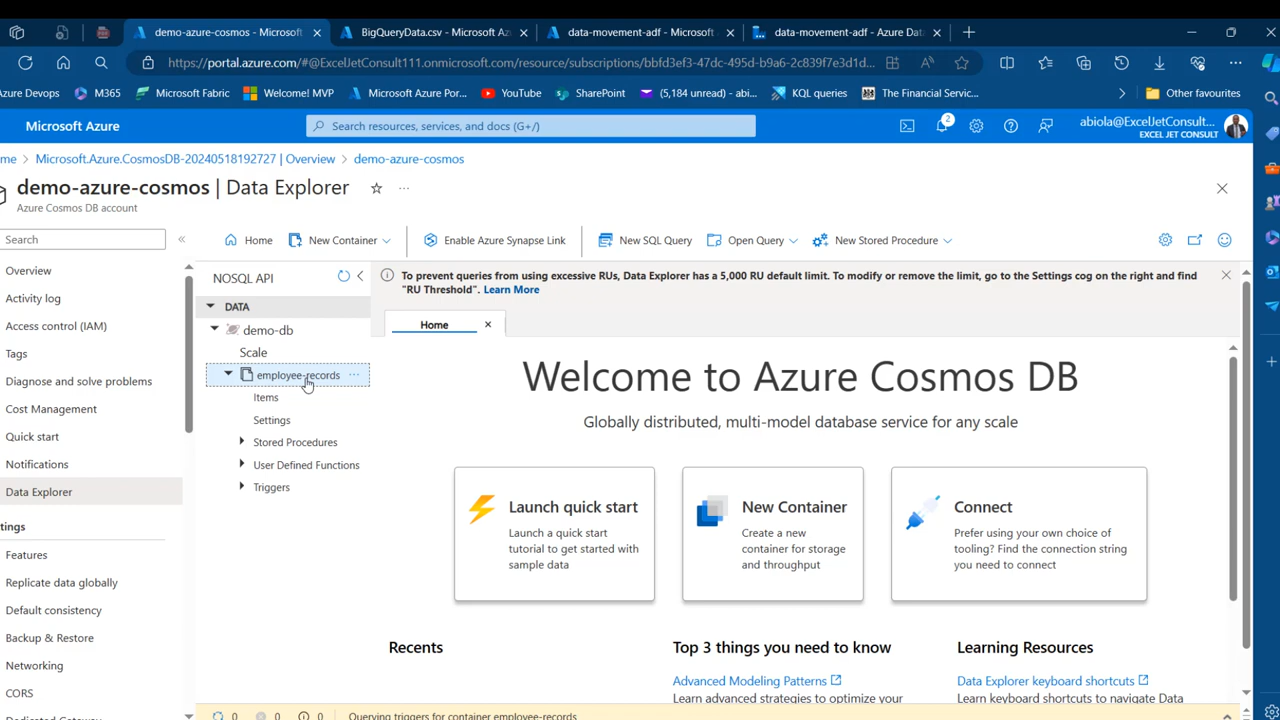 demo-azure-cosmos - Microsoft
BigQueryData.csv - Microsoft Az
data-movement-adf - Microsoft
data-movement-adf - Azure Dat
https://portal.azure.com/#@ExcelJetConsult111.onmicrosoft.com/resource/subscriptions/bbfd3ef3-47dc-495d-b9a6-2c839f7e3d1d...
Azure Devops
M365
Microsoft Fabric
Welcome! MVP
Microsoft Azure Por...
YouTube
SharePoint
(5,184 unread) - abi...
KQL queries
The Financial Servic...
Other favourites
Microsoft Azure
Search resources, services, and docs (G+/)
2
abiola@ExcelJetConsult...
EXCEL JET CONSULT
me > Microsoft.Azure.CosmosDB-20240518192727 | Overview > demo-azure-cosmos
demo-azure-cosmos | Data Explorer
Azure Cosmos DB account
Search
Overview
Activity log
Access control (IAM)
Tags
Diagnose and solve problems
Cost Management
Quick start
Notifications
Data Explorer
ttings
Features
Replicate data globally
Default consistency
Backup & Restore
Networking
CORS
Dedicated Gateway
Home
New Container
Enable Azure Synapse Link
New SQL Query
Open Query
New Stored Procedure
NOSQL API
DATA
demo-db
Scale
employee-records
Items
Settings
Stored Procedures
User Defined Functions
Triggers
To prevent queries from using excessive RUs, Data Explorer has a 5,000 RU default limit. To modify or remove the limit, go to the Settings cog on the right and find
"RU Threshold". Learn More
Home
Welcome to Azure Cosmos DB
Globally distributed, multi-model database service for any scale
Launch quick start
Launch a quick start
tutorial to get started with
sample data
New Container
Create a new
container for storage
and throughput
Connect
Prefer using your own choice of
tooling? Find the connection string
you need to connect
Recents
Top 3 things you need to know
Advanced Modeling Patterns
Learn advanced strategies to optimize your
Learning Resources
Data Explorer keyboard shortcuts
Learn keyboard shortcuts to navigate Data
0 0 0 Querying triggers for container employee-records